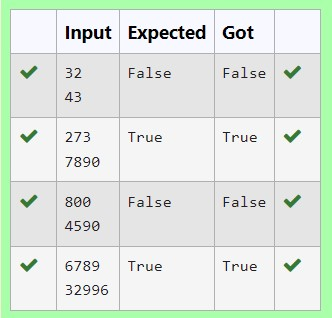 Input Expected Got
32 False False
43
273 True True
7890
800 False False
4590
6789 True True
32996